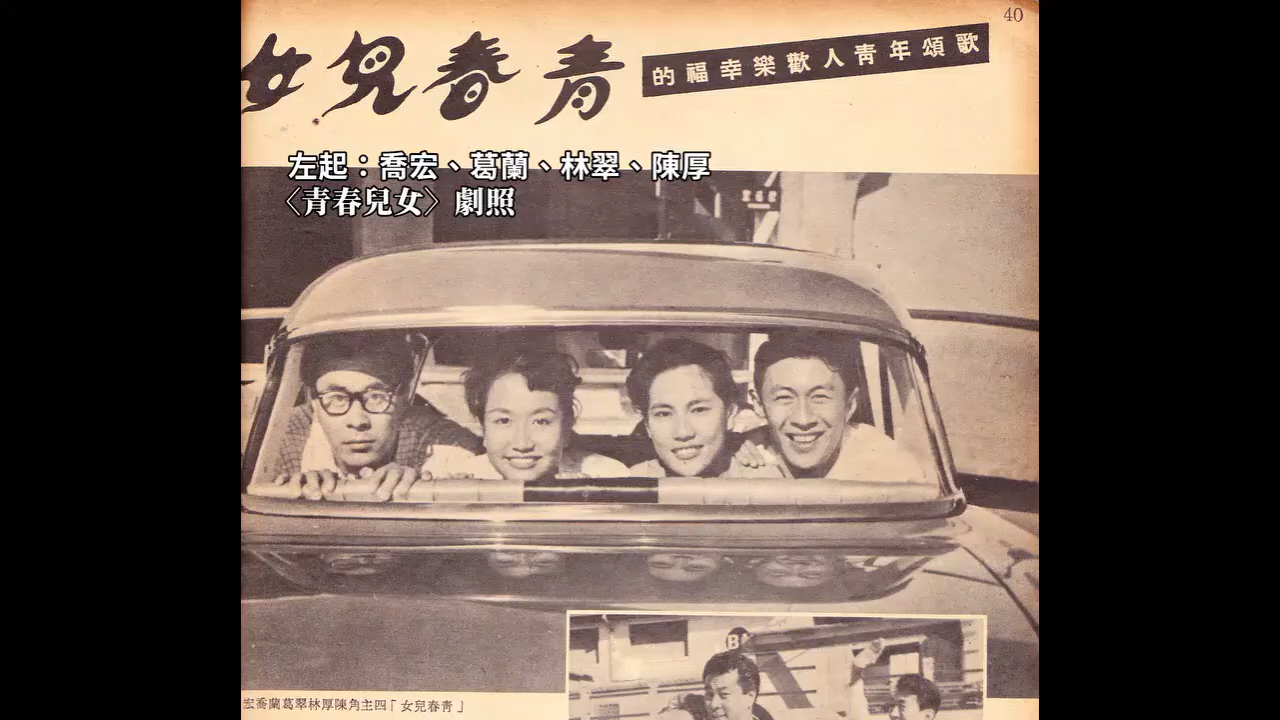 40
歌頌年青人歡樂幸福的
青春兒女
左起：喬宏、葛蘭、林翠、陳厚
〈青春兒女〉劇照
「青春兒女」四主角陳厚林翠葛蘭喬宏